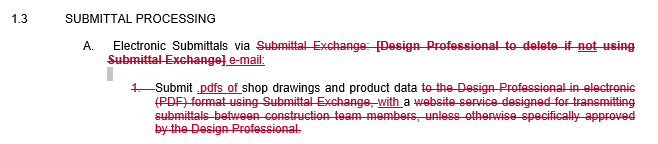 1.3 SUBMITTAL PROCESSING
A. Electronic Submittals via Submittal Exchange: [Design Professional to delete if not using
Submittal Exchange] e-mail:
1. Submit .pdfs of shop drawings and product data to the Design Professional in electronic
(PDF) format using Submittal Exchange, with a website service designed for transmitting
submittals between construction team members, unless otherwise specifically approved
by the Design Professional.